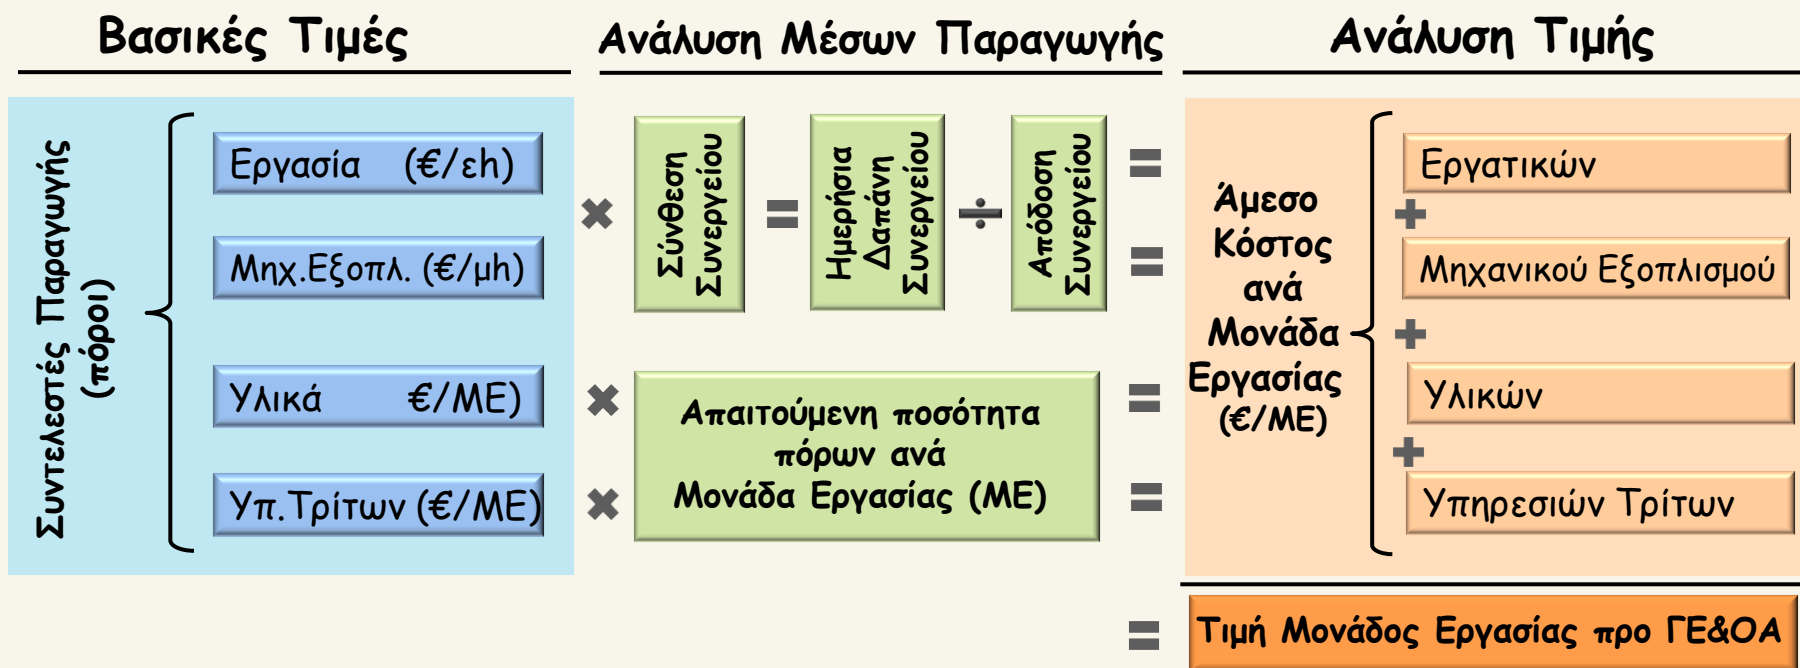 Βασικές Τιμές
Συντελεστές Παραγωγής
(πόροι)
Εργασία (€/εh)
Μηχ.Εξοπλ. (€/μh)
Υλικά €/ΜΕ)
Υπ.Τρίτων (€/ΜΕ)
Ανάλυση Μέσων Παραγωγής
Σύνθεση
Συνεργείου
Ημερήσια
Δαπάνη
Συνεργείου
Απόδοση
Συνεργείου
Απαιτούμενη ποσότητα
πόρων ανά
Μονάδα Εργασίας (ΜΕ)
Ανάλυση Τιμής
Άμεσο
Κόστος
ανά
Μονάδα
Εργασίας
(€/ΜΕ)
Εργατικών
Μηχανικού Εξοπλισμού
Υλικών
Υπηρεσιών Τρίτων
Τιμή Μονάδος Εργασίας προ ΓΕ&ΟΑ